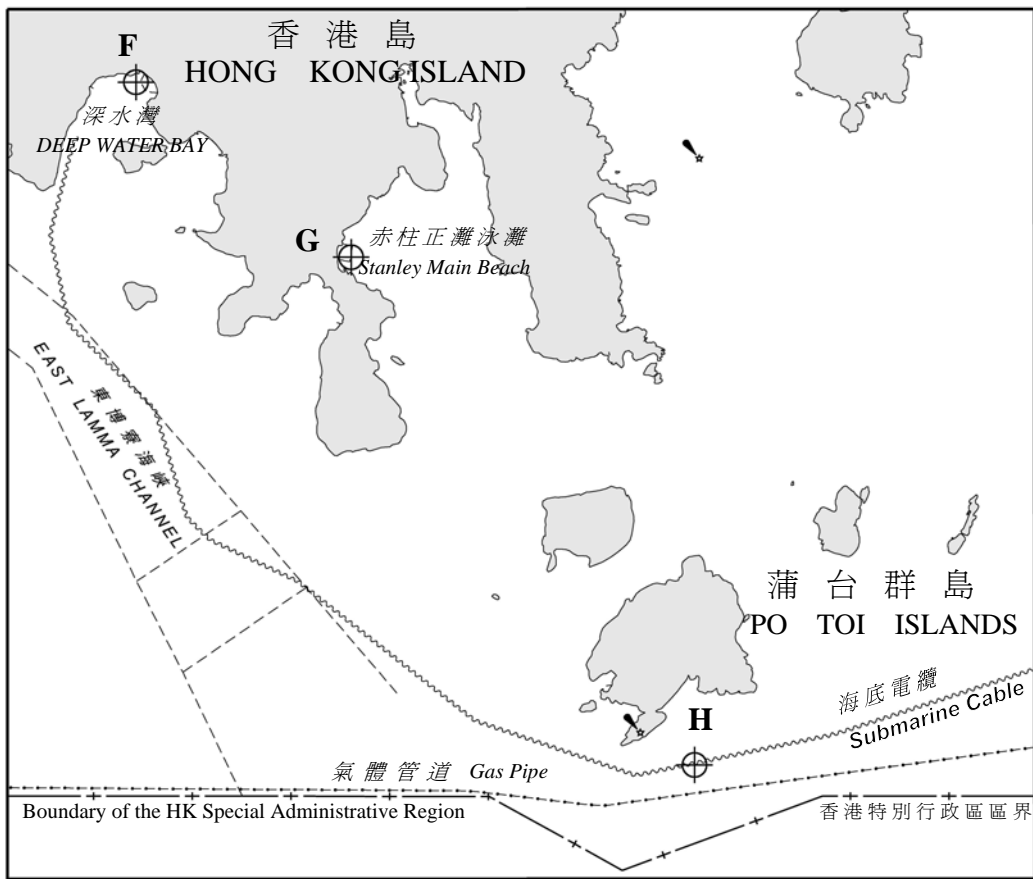 F
香港島
HONG KONG ISLAND
深水灣
DEEP WATER BAY
G
赤柱正灘泳灘
Stanley Main Beach
東博寮海峽
EAST LAMMA CHANNEL
蒲台群島
PO TOI ISLANDS
海底電纜
Submarine Cable
H
氣體管道 Gas Pipe
Boundary of the HK Special Administrative Region
香港特別行政區區界